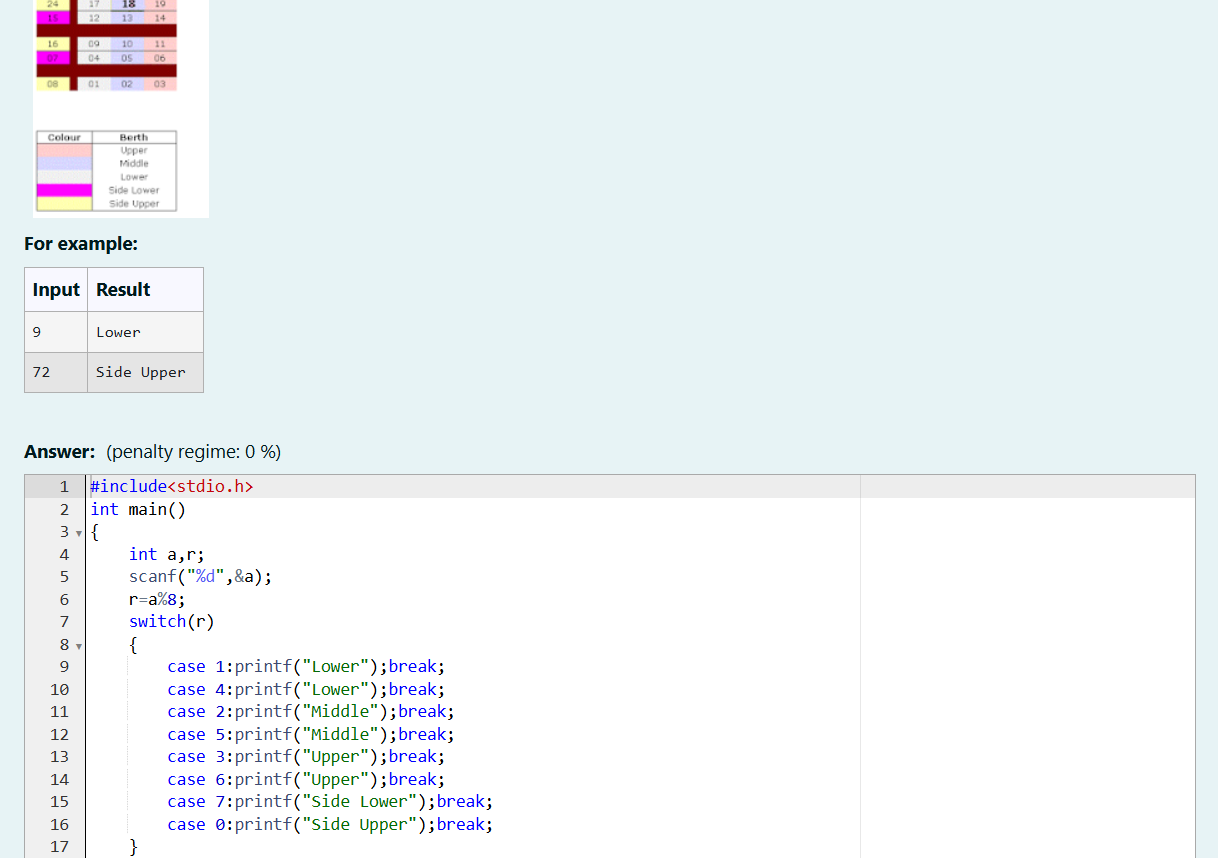 24 17 18 19
15 12 13 14
16 09 10 11
07 04 05 06
08 01 02 03
Colour Berth
Upper
Middle
Lower
Side Lower
Side Upper
For example:
Input Result
9 Lower
72 Side Upper
Answer: (penalty regime: 0 %)
1 #include<stdio.h>
2 int main()
3 {
4 int a,r;
5 scanf("%d",&a);
6 r=a%8;
7 switch(r)
8 {
9 case 1:printf("Lower");break;
10 case 4:printf("Lower");break;
11 case 2:printf("Middle");break;
12 case 5:printf("Middle");break;
13 case 3:printf("Upper");break;
14 case 6:printf("Upper");break;
15 case 7:printf("Side Lower");break;
16 case 0:printf("Side Upper");break;
17 }